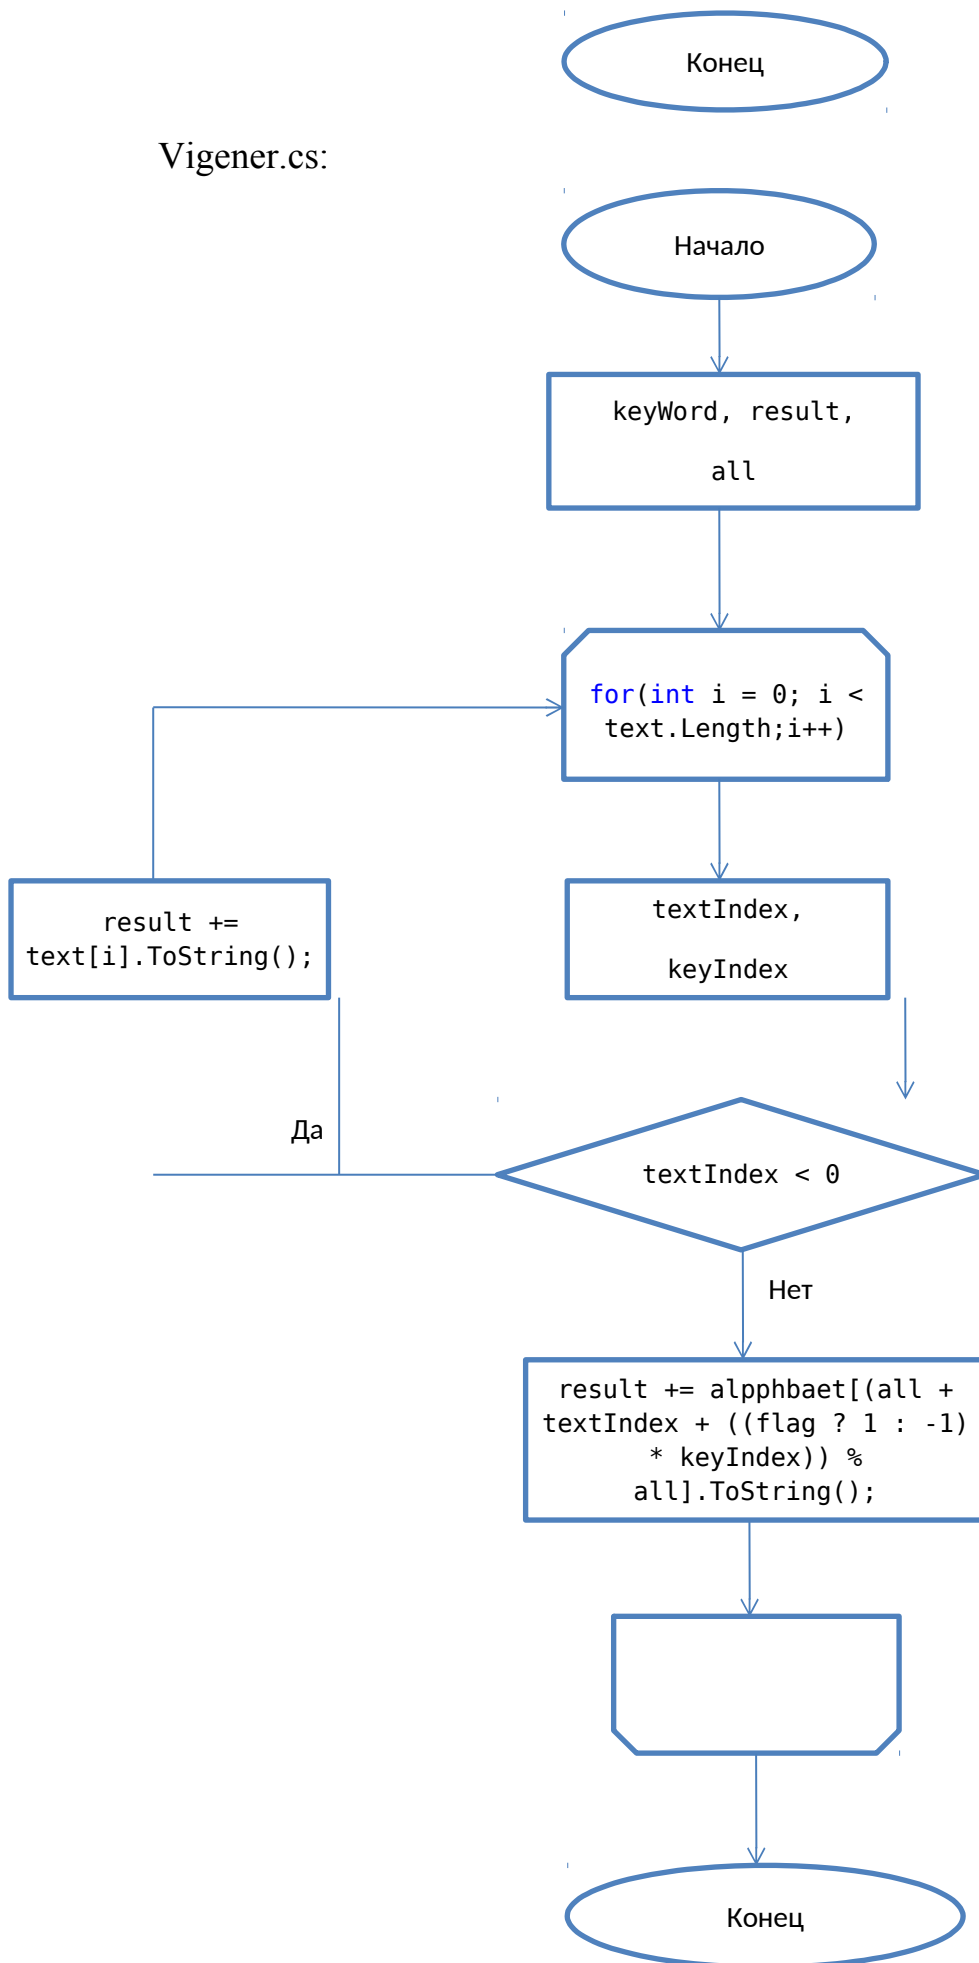 Конец
Vigener.cs:
Начало
keyWord, result,
all
for(int i = 0; i <
text.Length;i++)
result +=
text[i].ToString();
textIndex,
keyIndex
Да
textIndex < 0
Нет
result += alpphbaet[(all +
textIndex + ((flag ? 1 : -1)
* keyIndex)) %
all].ToString();
Конец